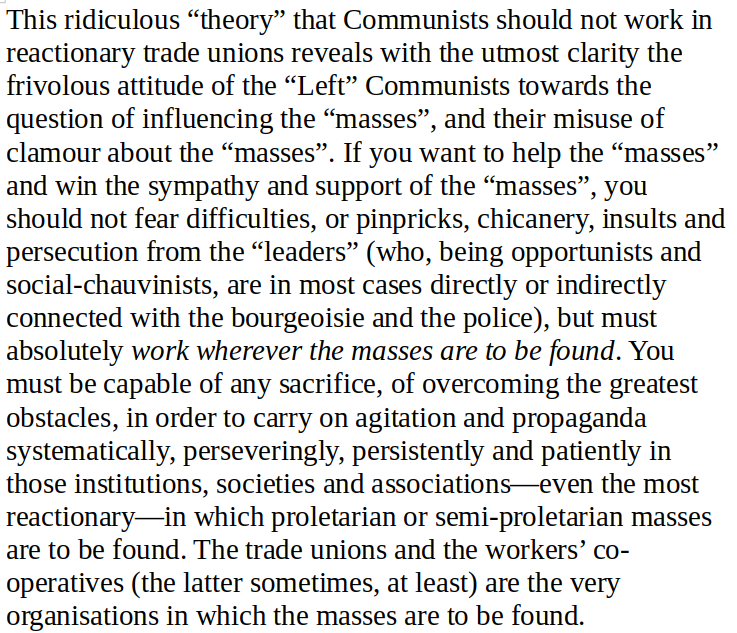 This ridiculous “theory” that Communists should not work in
reactionary trade unions reveals with the utmost clarity the
frivolous attitude of the “Left” Communists towards the
question of influencing the “masses”, and their misuse of
clamour about the “masses”. If you want to help the “masses”
and win the sympathy and support of the “masses”, you
should not fear difficulties, or pinpricks, chicanery, insults and
persecution from the “leaders” (who, being opportunists and
social-chauvinists, are in most cases directly or indirectly
connected with the bourgeoisie and the police), but must
absolutely work wherever the masses are to be found. You
must be capable of any sacrifice, of overcoming the greatest
obstacles, in order to carry on agitation and propaganda
systematically, perseveringly, persistently and patiently in
those institutions, societies and associations—even the most
reactionary—in which proletarian or semi-proletarian masses
are to be found. The trade unions and the workers’ co-
operatives (the latter sometimes, at least) are the very
organisations in which the masses are to be found.